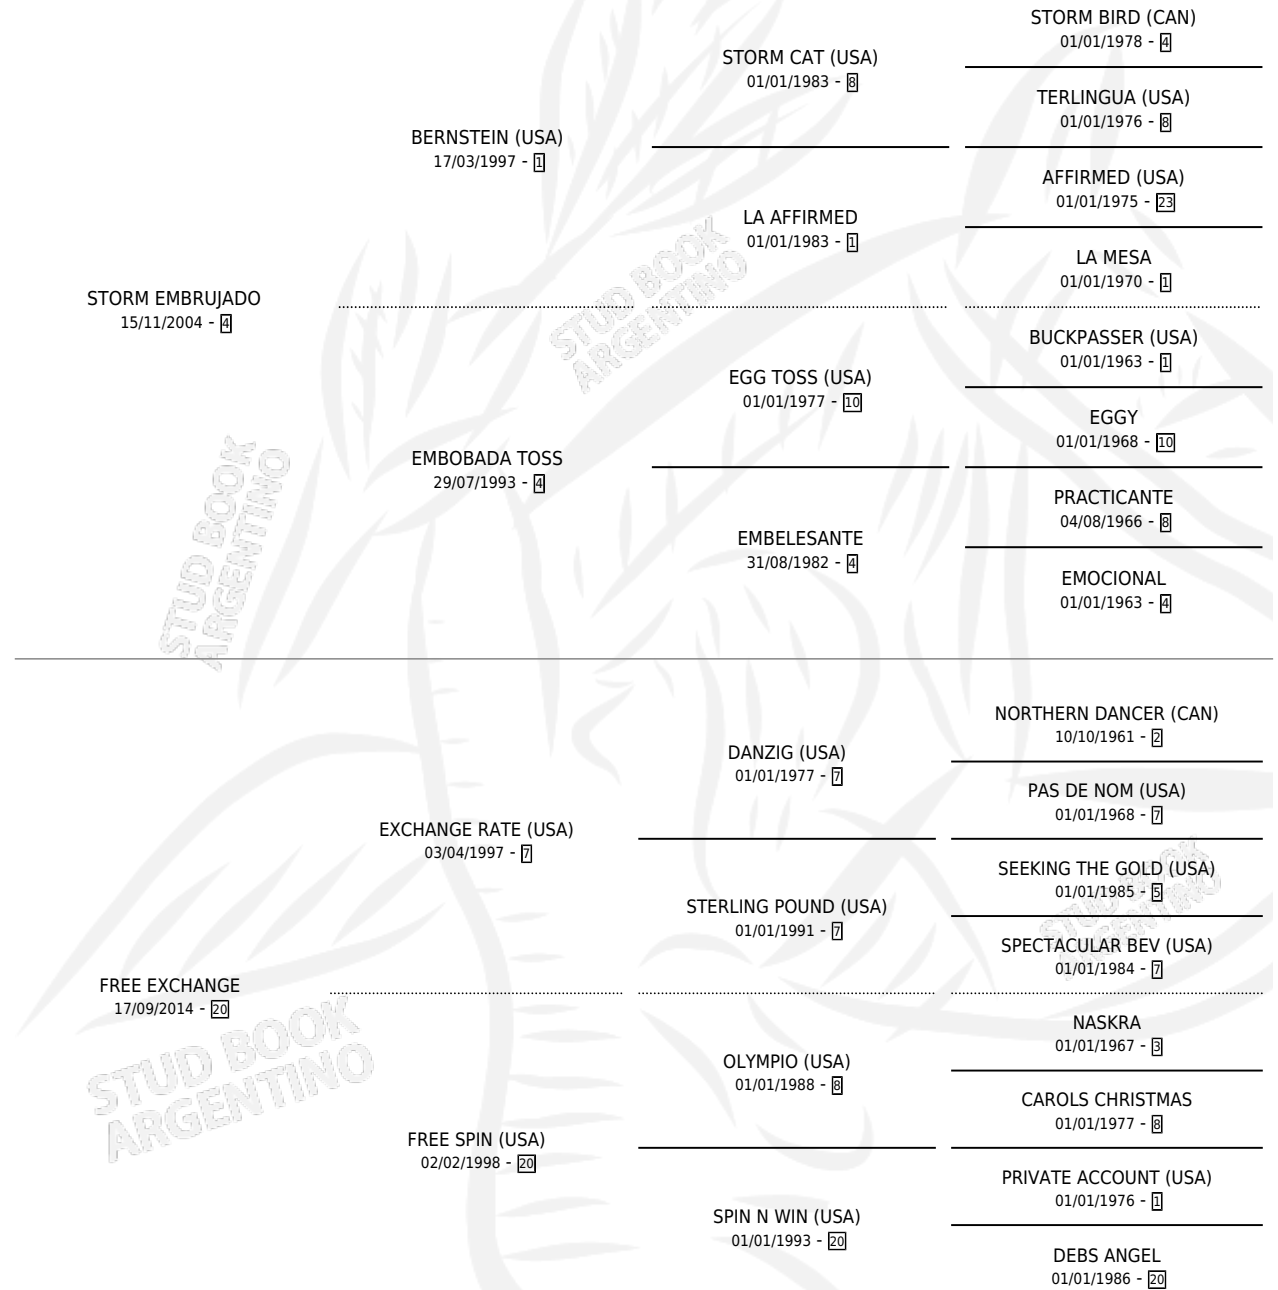 STORM BIRD (CAN)
01/01/1978 - 4
STORM CAT (USA)
01/01/1983 - 8
TERLINGUA (USA)
01/01/1976 - 8
BERNSTEIN (USA)
17/03/1997 - 1
AFFIRMED (USA)
01/01/1975 - 23
LA AFFIRMED
01/01/1983 - 1
LA MESA
01/01/1970 - 1
STORM EMBRUJADO
15/11/2004 - 4
BUCKPASSER (USA)
01/01/1963 - 1
EGG TOSS (USA)
01/01/1977 - 10
EGGY
01/01/1968 - 10
EMBOBADA TOSS
29/07/1993 - 4
PRACTICANTE
04/08/1966 - 8
EMBELESANTE
31/08/1982 - 4
EMOCIONAL
01/01/1963 - 4
NORTHERN DANCER (CAN)
10/10/1961 - 2
DANZIG (USA)
01/01/1977 - 7
PAS DE NOM (USA)
01/01/1968 - 7
EXCHANGE RATE (USA)
03/04/1997 - 7
SEEKING THE GOLD (USA)
01/01/1985 - 5
STERLING POUND (USA)
01/01/1991 - 7
SPECTACULAR BEV (USA)
01/01/1984 - 7
FREE EXCHANGE
17/09/2014 - 20
NASKRA
01/01/1967 - 3
OLYMPIO (USA)
01/01/1988 - 8
CAROLS CHRISTMAS
01/01/1977 - 8
FREE SPIN (USA)
02/02/1998 - 20
PRIVATE ACCOUNT (USA)
01/01/1976 - 1
SPIN N WIN (USA)
01/01/1993 - 20
DEBS ANGEL
01/01/1986 - 20
STUD BOOK
ARGENTINO
STUD BOOK
ARGENTINO
STUD BOOK
ARGENTINO
STUD BOOK
ARGENTINO